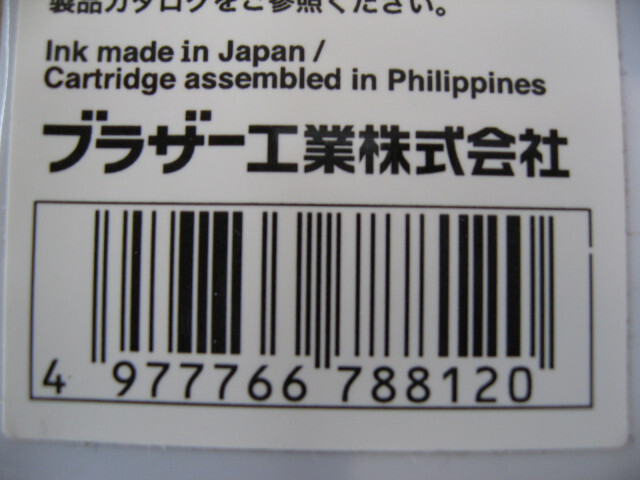 製品カタログをご参照ください。
Ink made in Japan /
Cartridge assembled in Philippines
ブラザー工業株式会社
4 977766 788120